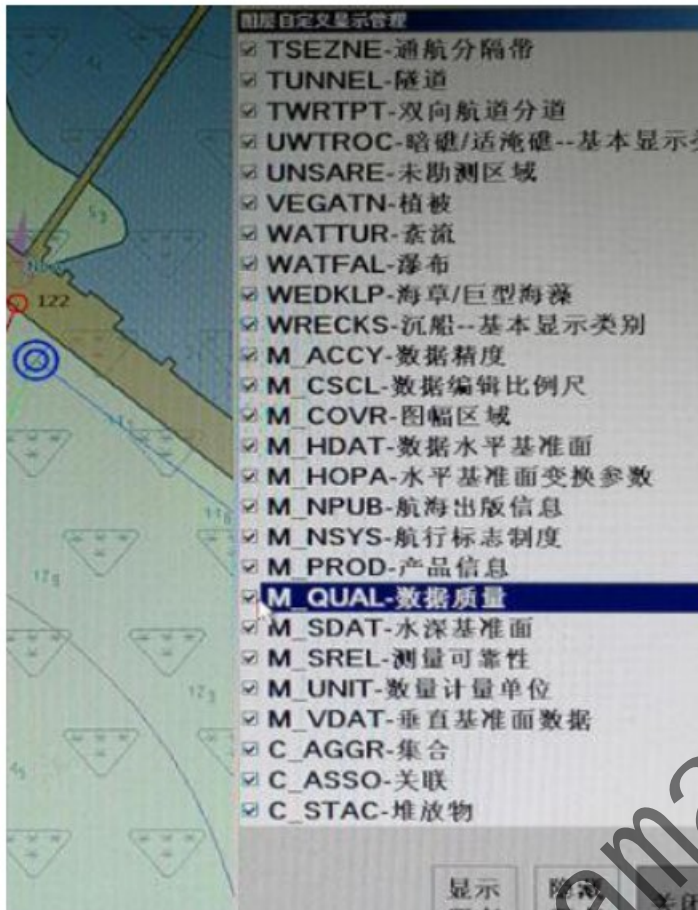 图层自定义显示管理
TSEZNE-通航分隔带
TUNNEL-隧道
TWRTPT-双向航道分道
UWTROC-暗礁/适淹礁--基本显示
UNSARE-未勘测区域
VEGATN-植被
WATTUR-紊流
WATFAL-瀑布
WEDKLP-海草/巨型海藻
122
WRECKS-沉船--基本显示类别
M_ACCY-数据精度
M_CSCL-数据编辑比例尺
M_COVR-图幅区域
M_HDAT-数据水平基准面
M_HOPA-水平基准面变换参数
M_NPUB-航海出版信息
M_NSYS-航行标志制度
M_PROD-产品信息
17₅
M_QUAL-数据质量
M_SDAT-水深基准面
M_SREL-测量可靠性
M_UNIT-数量计量单位
12₃
M_VDAT-垂直基准面数据
C_AGGR-集合
C_ASSO-关联
C_STAC-堆放物
显示
隐藏
关闭